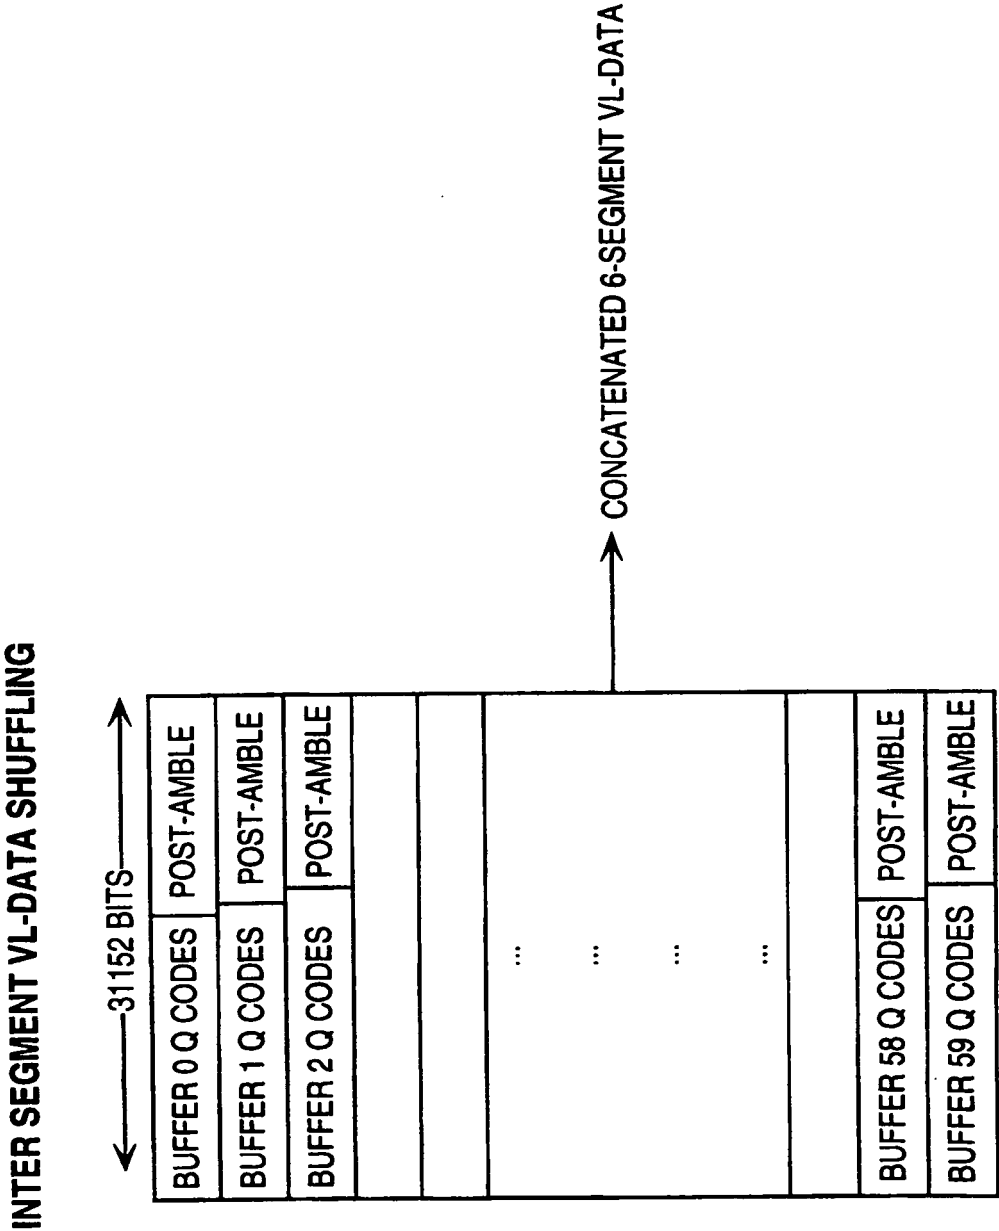 INTER SEGMENT VL-DATA SHUFFLING
31152 BITS
BUFFER 0 Q CODES POST-AMBLE
BUFFER 1 Q CODES POST-AMBLE
BUFFER 2 Q CODES POST-AMBLE
...
...
...
...
BUFFER 58 Q CODES POST-AMBLE
BUFFER 59 Q CODES POST-AMBLE
CONCATENATED 6-SEGMENT VL-DATA